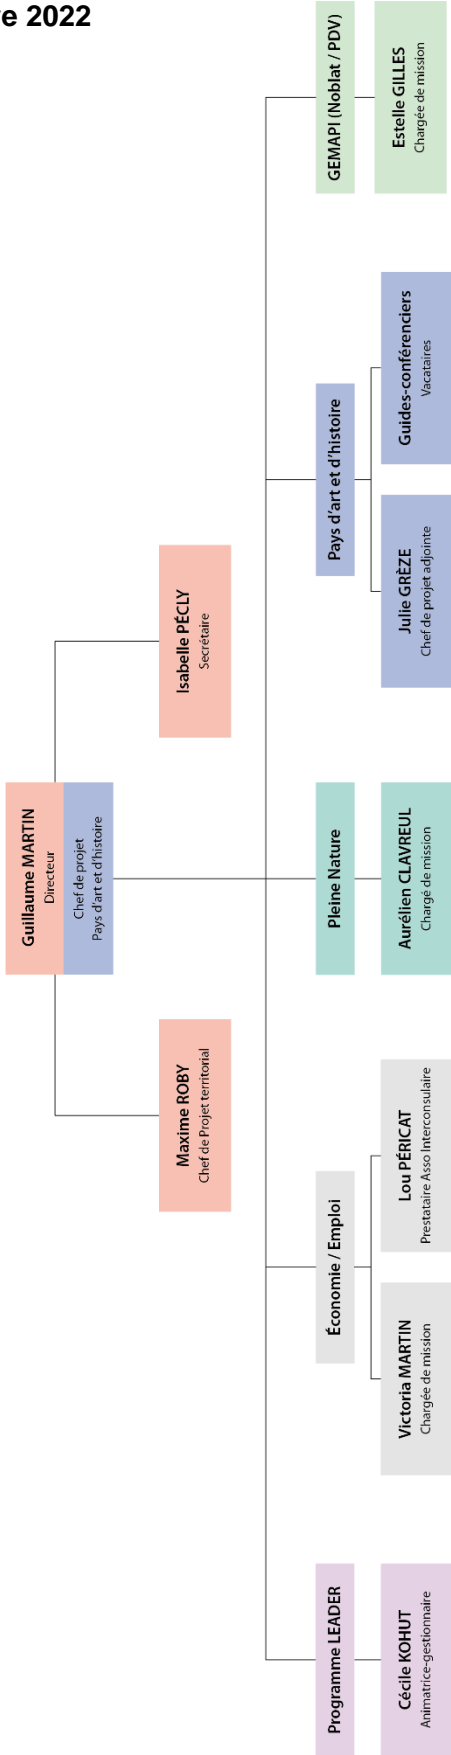 e 2022
Guillaume MARTIN
Directeur
Chef de projet
Pays d'art et d'histoire
Maxime ROBY
Chef de Projet territorial
Isabelle PÉCLY
Secrétaire
Programme LEADER
Cécile KOHUT
Animatrice-gestionnaire
Économie / Emploi
Victoria MARTIN
Chargée de mission
Lou PÉRICAT
Prestataire Asso Interconsulaire
Pleine Nature
Aurélien CLAVREUL
Chargé de mission
Pays d'art et d'histoire
Julie GRÈZE
Chef de projet adjointe
Guides-conférenciers
Vacataires
GEMAPI (Noblat / PDV)
Estelle GILLES
Chargée de mission